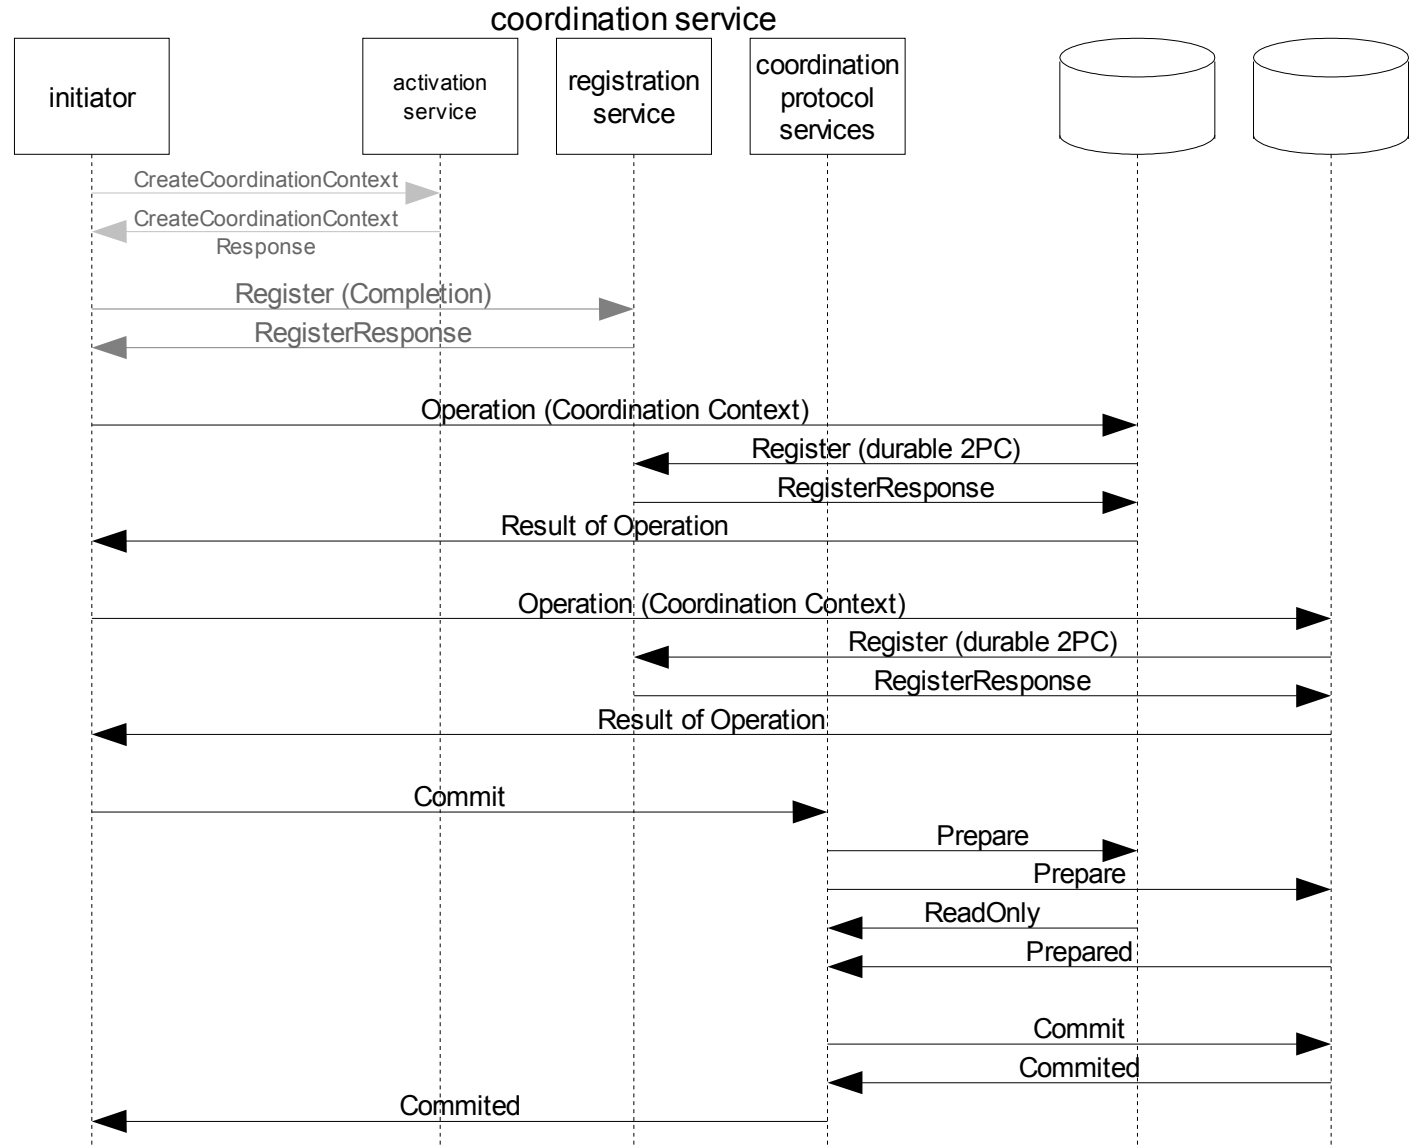 coordination service
initiator
activation
service
registration
service
coordination
protocol
services
CreateCoordinationContext
CreateCoordinationContext
Response
Register (Completion)
RegisterResponse
Operation (Coordination Context)
Register (durable 2PC)
RegisterResponse
Result of Operation
Operation (Coordination Context)
Register (durable 2PC)
RegisterResponse
Result of Operation
Commit
Prepare
Prepare
ReadOnly
Prepared
Commit
Commited
Commited